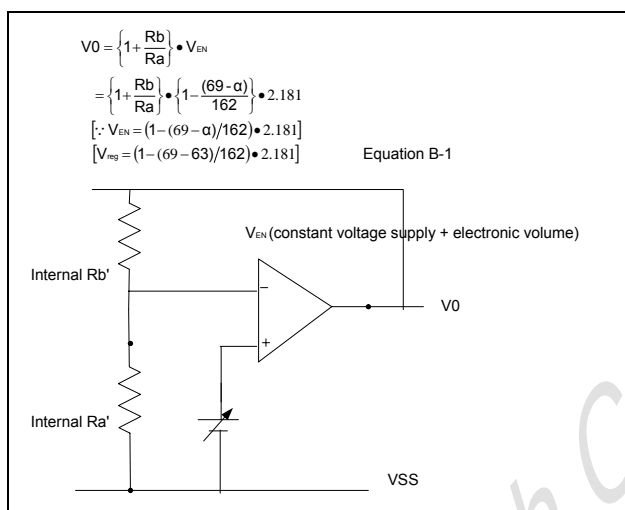 V0 = {1 + Rb/Ra} • VEN
= {1 + Rb/Ra} • {1 - (69 - α)/162} • 2.181
[∵ VEN = (1 - (69 - α)/162) • 2.181]
[Vreg = (1 - (69 - 63)/162) • 2.181] Equation B-1
VEN (constant voltage supply + electronic volume)
Internal Rb'
−
V0
+
Internal Ra'
VSS